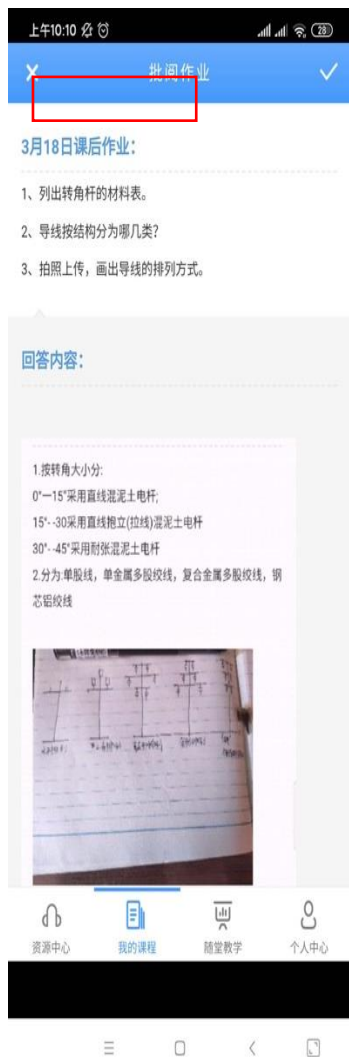 上午10:10
28
批阅作业
3月18日课后作业：
1、列出转角杆的材料表。
2、导线按结构分为哪几类?
3、拍照上传，画出导线的排列方式。
回答内容：
1.按转角大小分:
0°一15°采用直线混泥土电杆;
15°--30采用直线抱立(拉线)混泥土电杆
30°--45°采用耐张混泥土电杆
2.分为:单股线，单金属多股绞线，复合金属多股绞线，钢
芯铝绞线
资源中心
我的课程
随堂教学
个人中心